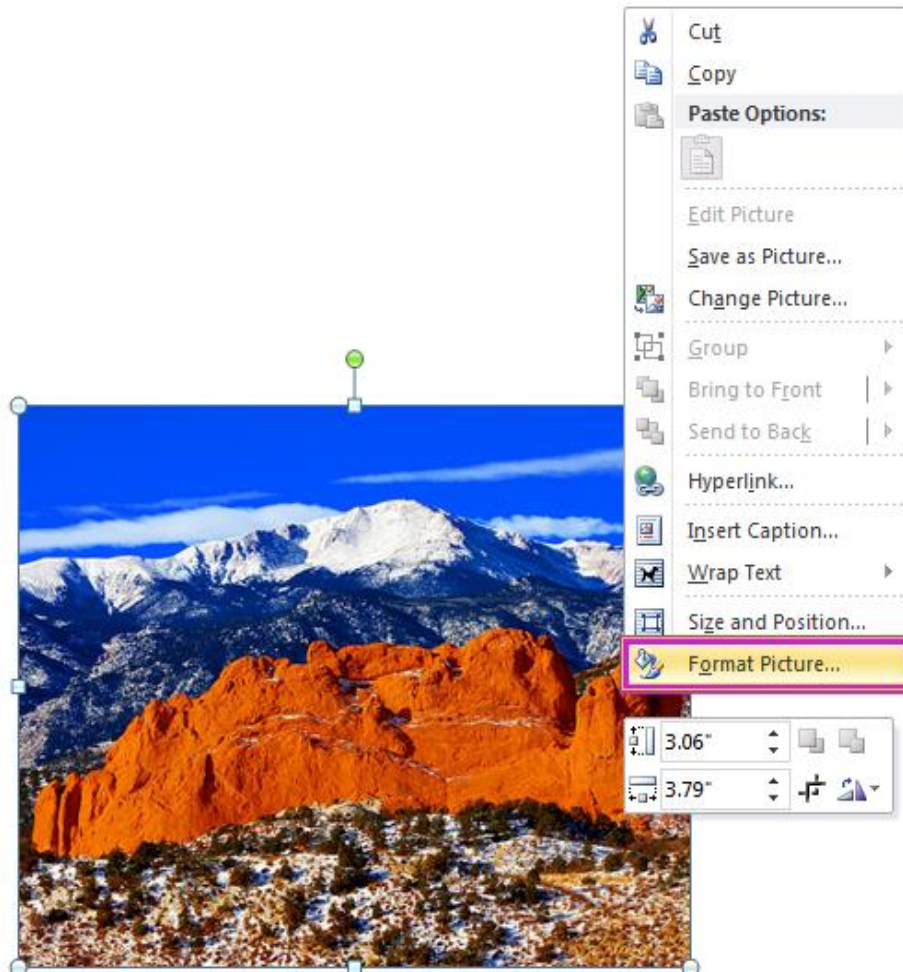 Cut
Copy
Paste Options:
Edit Picture
Save as Picture...
Change Picture...
Group
Bring to Front
Send to Back
Hyperlink...
Insert Caption...
Wrap Text
Size and Position...
Format Picture...
3.06"
3.79"